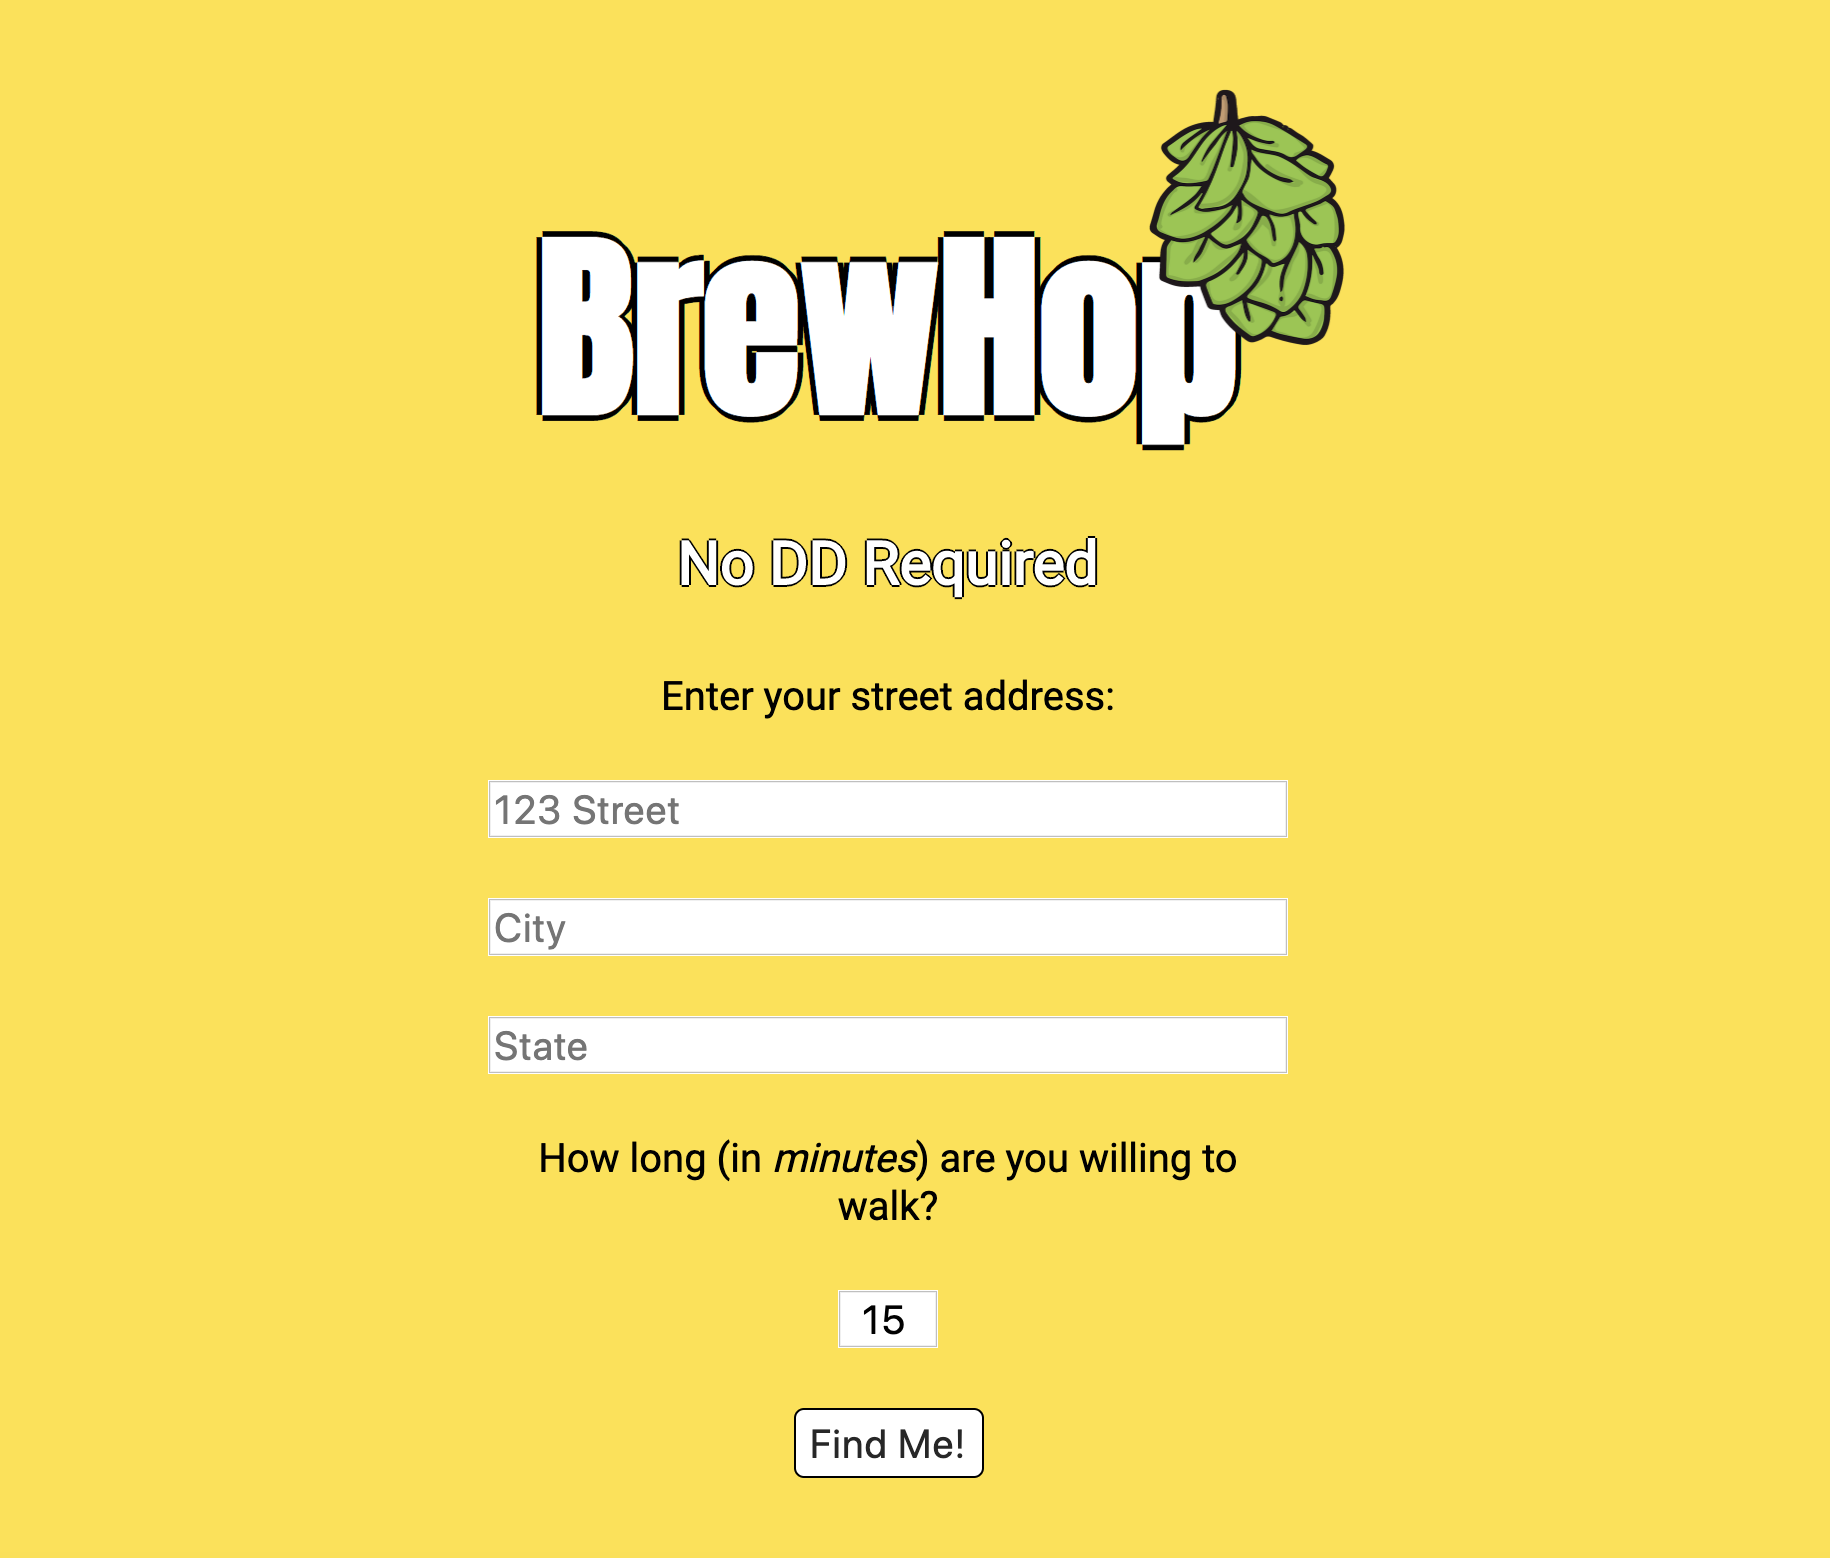 BrewHop
No DD Required
Enter your street address:
123 Street
City
State
How long (in minutes) are you willing to
walk?
15
Find Me!